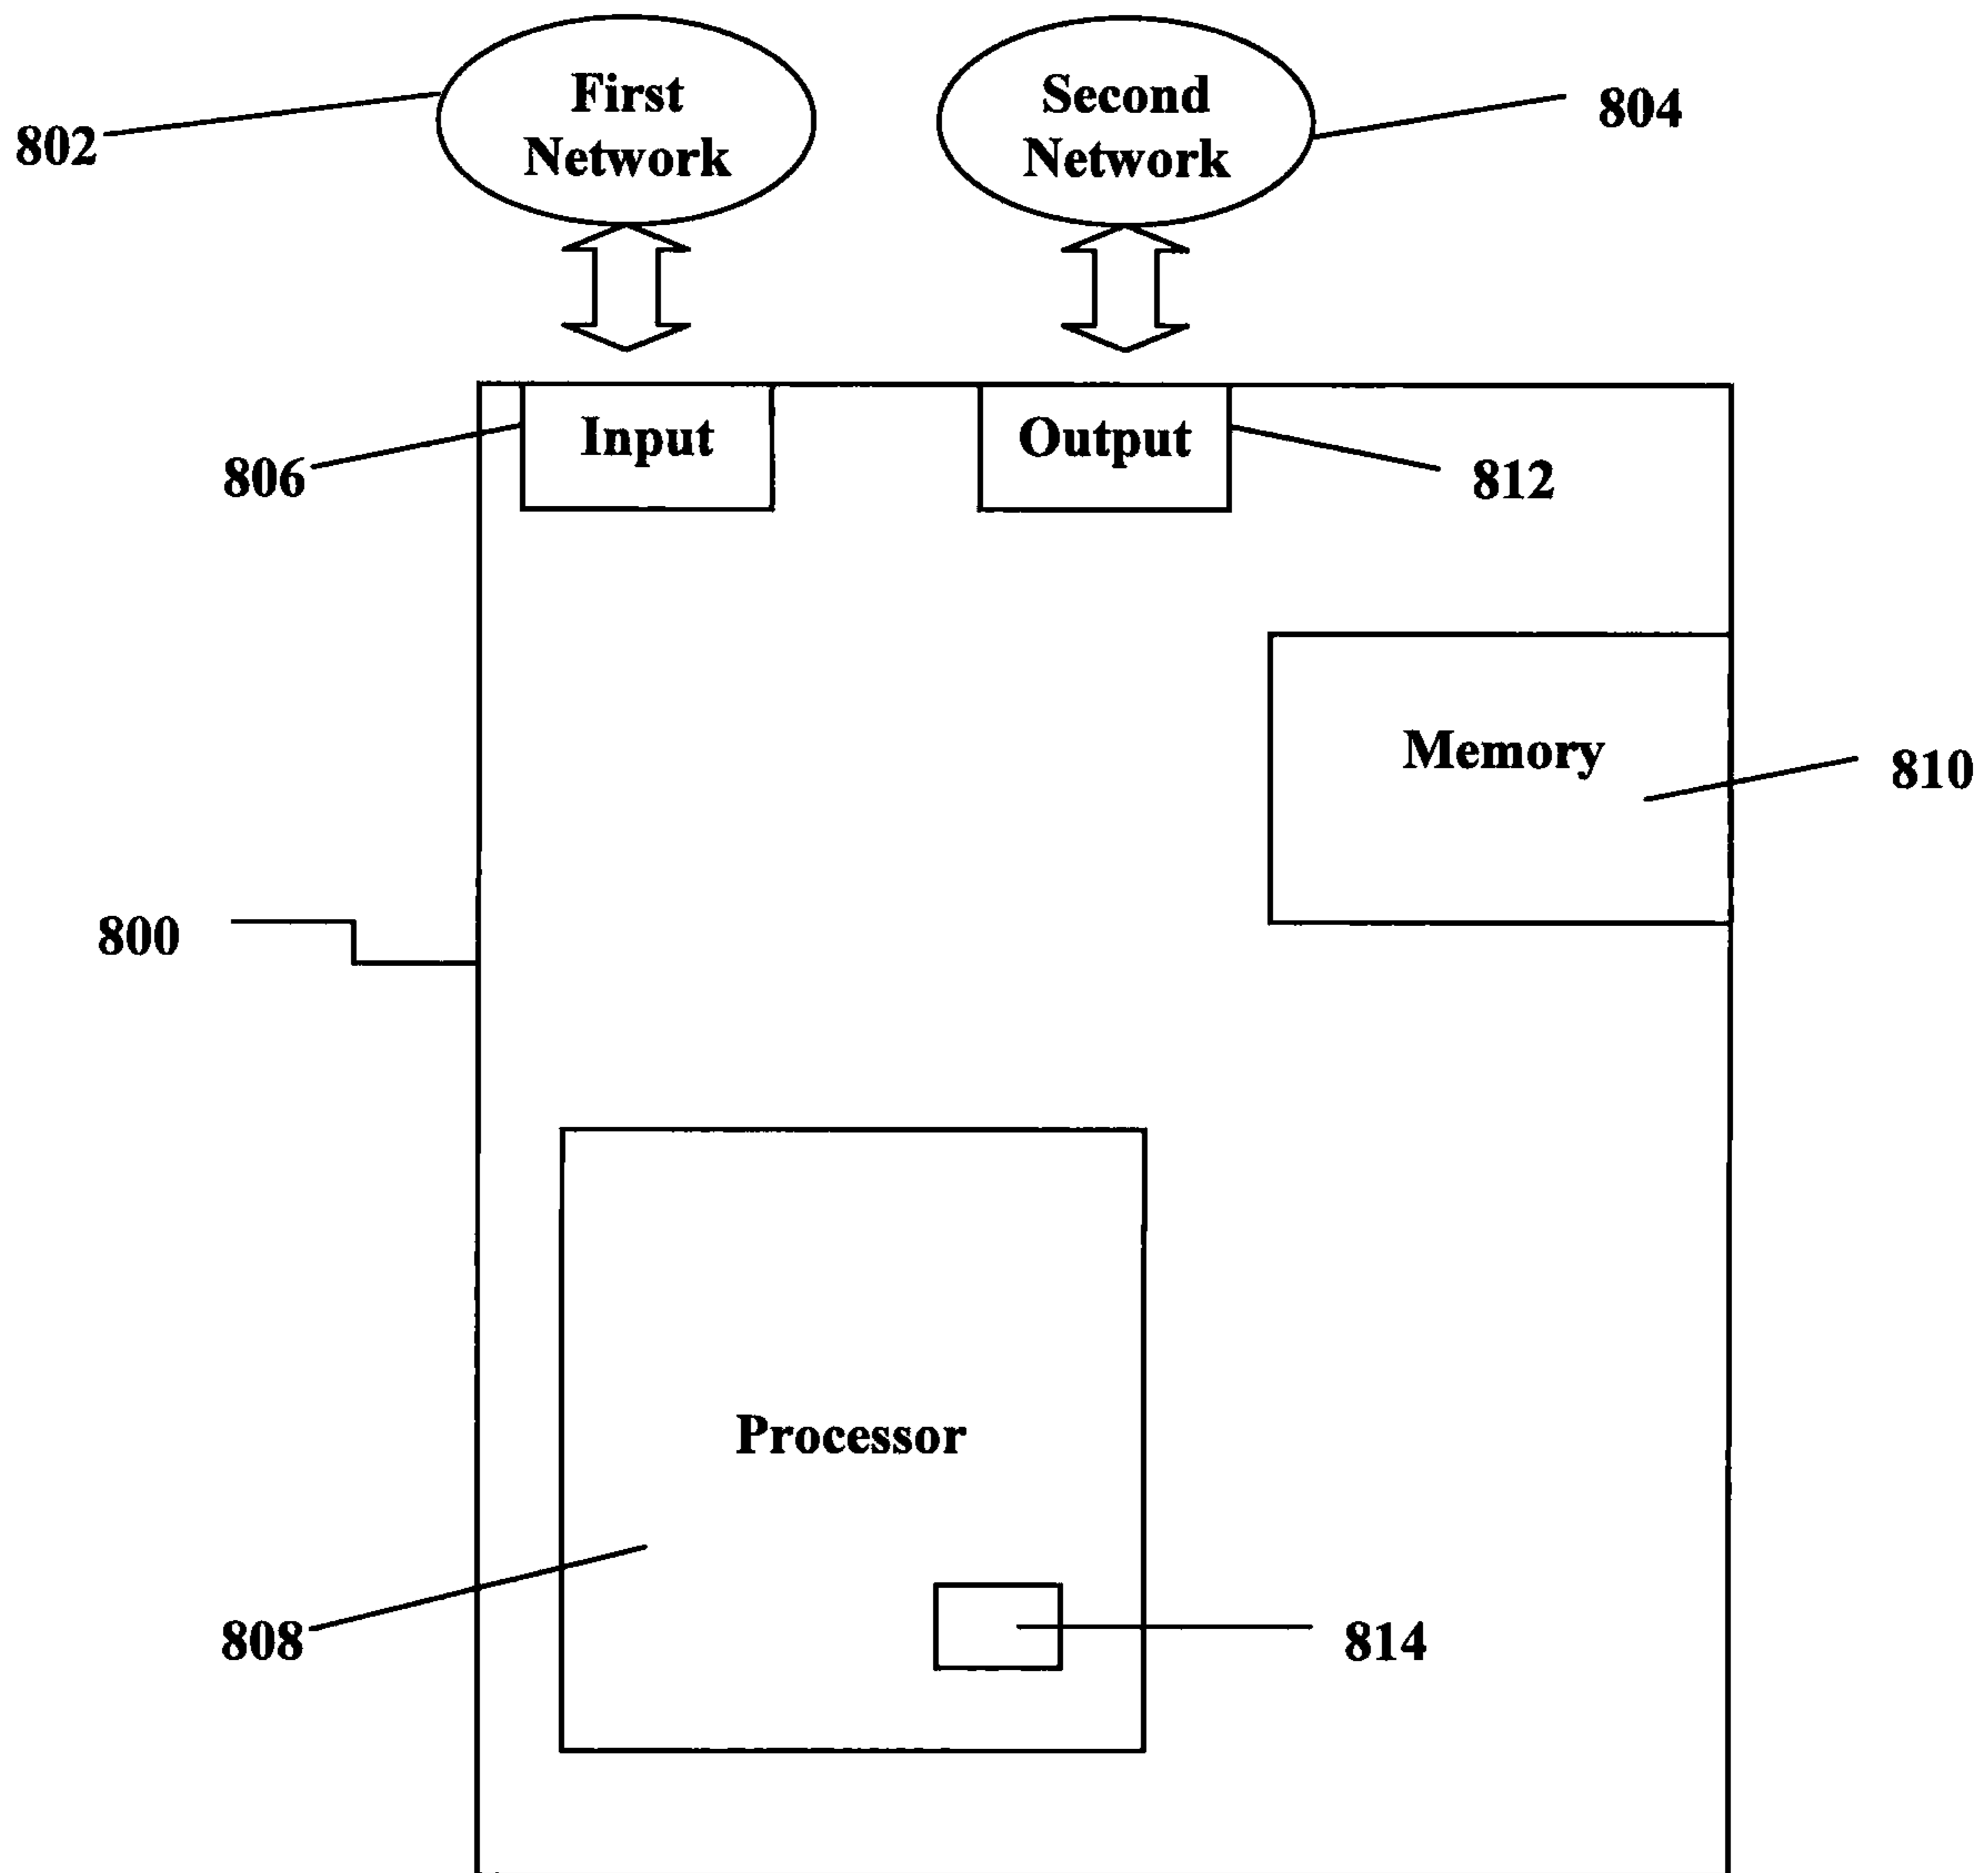 First
Network
Second
Network
802
804
Input
Output
806
812
Memory
810
800
Processor
808
814